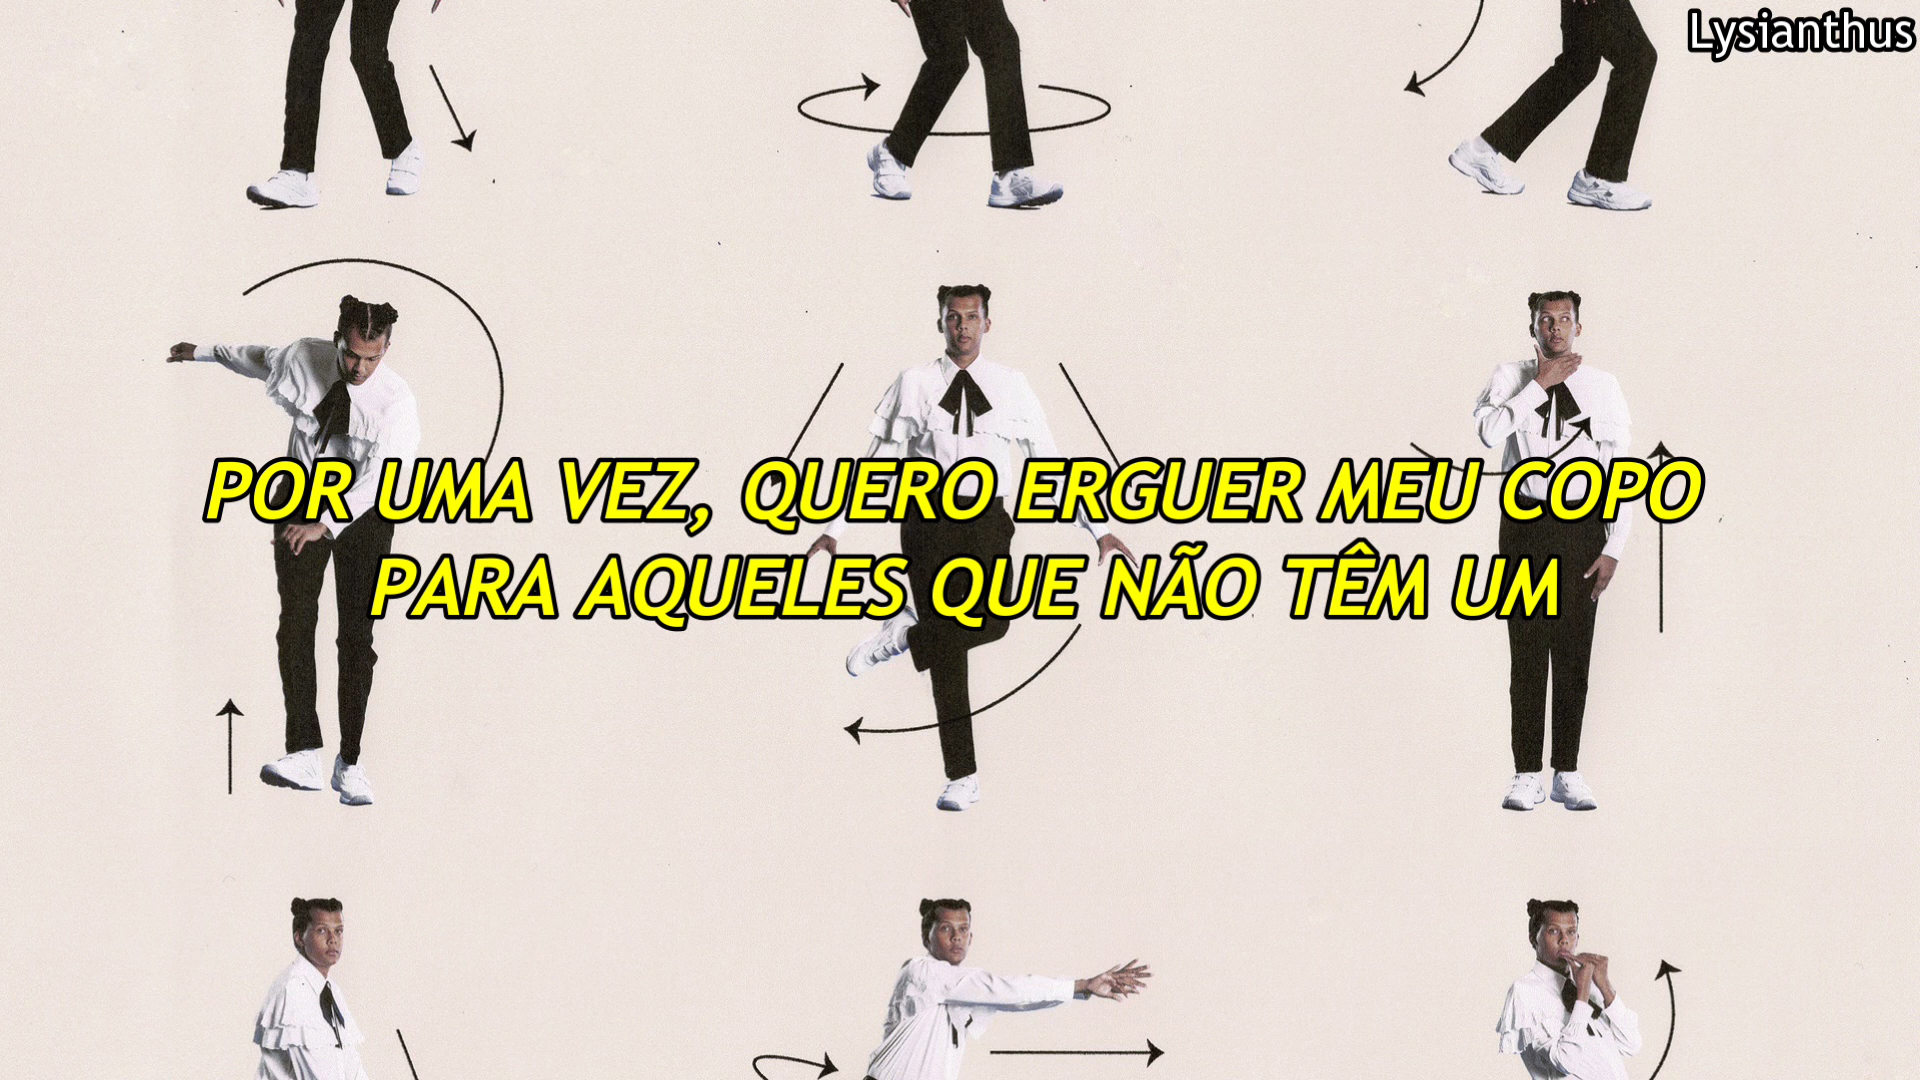 Lysianthus
POR UMA VEZ, QUERO ERGUER MEU COPO
PARA AQUELES QUE NÃO TÊM UM